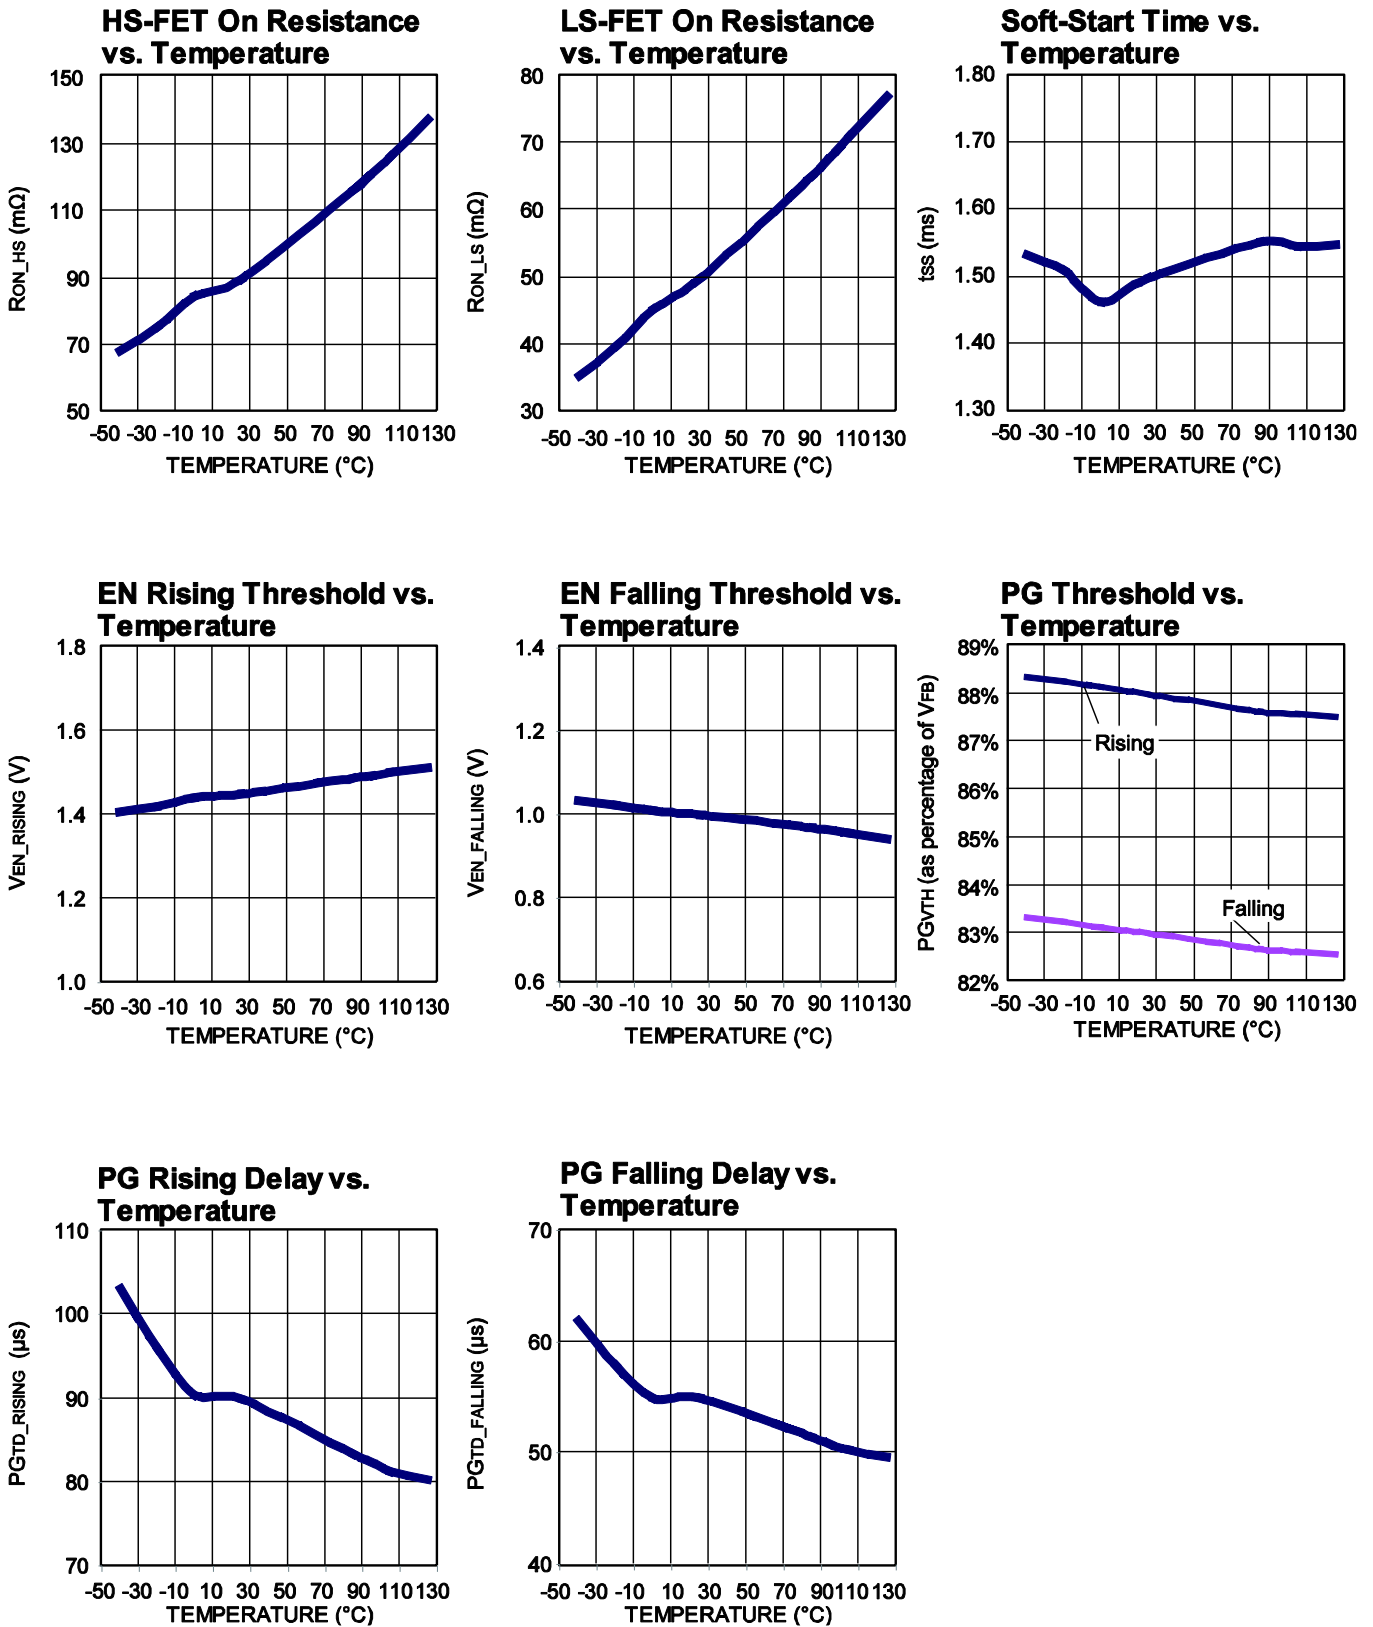 HS-FET On Resistance
vs. Temperature
150
130
110
90
70
50
RON_HS (mΩ)
-50 -30 -10 10 30 50 70 90 110 130
TEMPERATURE (°C)
LS-FET On Resistance
vs. Temperature
80
70
60
50
40
30
RON_LS (mΩ)
-50 -30 -10 10 30 50 70 90 110 130
TEMPERATURE (°C)
Soft-Start Time vs.
Temperature
1.80
1.70
1.60
1.50
1.40
1.30
tSS (ms)
-50 -30 -10 10 30 50 70 90 110 130
TEMPERATURE (°C)
EN Rising Threshold vs.
Temperature
1.8
1.6
1.4
1.2
1.0
VEN_RISING (V)
-50 -30 -10 10 30 50 70 90 110 130
TEMPERATURE (°C)
EN Falling Threshold vs.
Temperature
1.4
1.2
1.0
0.8
0.6
VEN_FALLING (V)
-50 -30 -10 10 30 50 70 90 110 130
TEMPERATURE (°C)
PG Threshold vs.
Temperature
89%
88%
87%
86%
85%
84%
83%
82%
PGVTH (as percentage of VFB)
Rising
Falling
-50 -30 -10 10 30 50 70 90 110 130
TEMPERATURE (°C)
PG Rising Delay vs.
Temperature
110
100
90
80
70
PGTD_RISING (µs)
-50 -30 -10 10 30 50 70 90 110 130
TEMPERATURE (°C)
PG Falling Delay vs.
Temperature
70
60
50
40
PGTD_FALLING (µs)
-50 -30 -10 10 30 50 70 90 110 130
TEMPERATURE (°C)